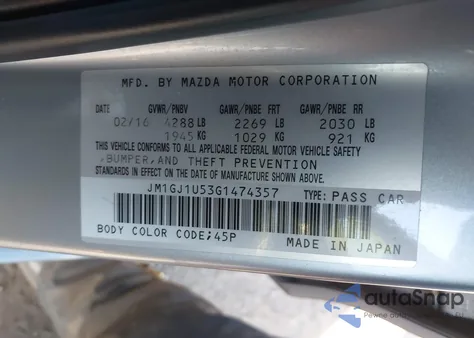 MFD. BY MAZDA MOTOR CORPORATION
DATE GVWR/PNBV GAWR/PNBE FRT GAWR/PNBE RR
02/16 4288 LB 2269 LB 2030 LB
1945 KG 1029 KG 921 KG
THIS VEHICLE CONFORMS TO ALL APPLICABLE FEDERAL MOTOR VEHICLE SAFETY,
,BUMPER,AND THEFT PREVENTION
STANDARDS IN EFFECT ON THE DATE OF MANUFACTURE SHOWN ABOVE.
JM1GJ1U53G1474357 TYPE: PASS CAR
BODY COLOR CODE;45P MADE IN JAPAN
autoSnap